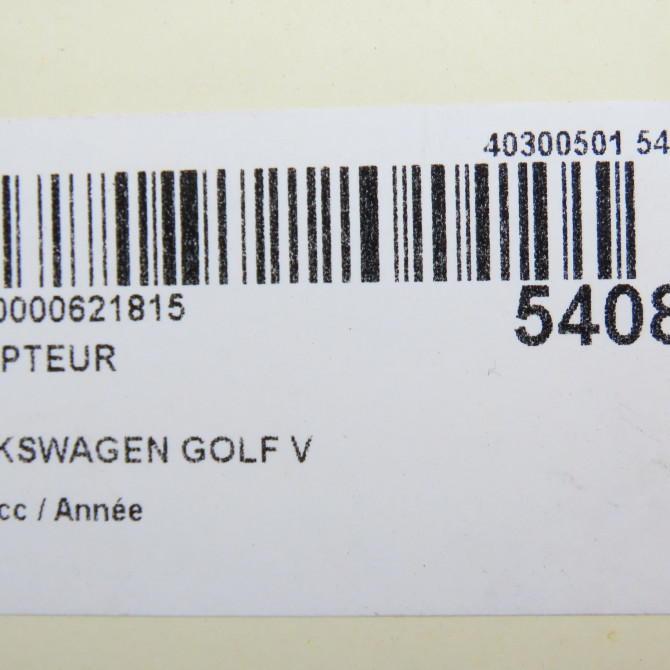 40300501 54
0000621815
5408
PTEUR
KSWAGEN GOLF V
cc / Année